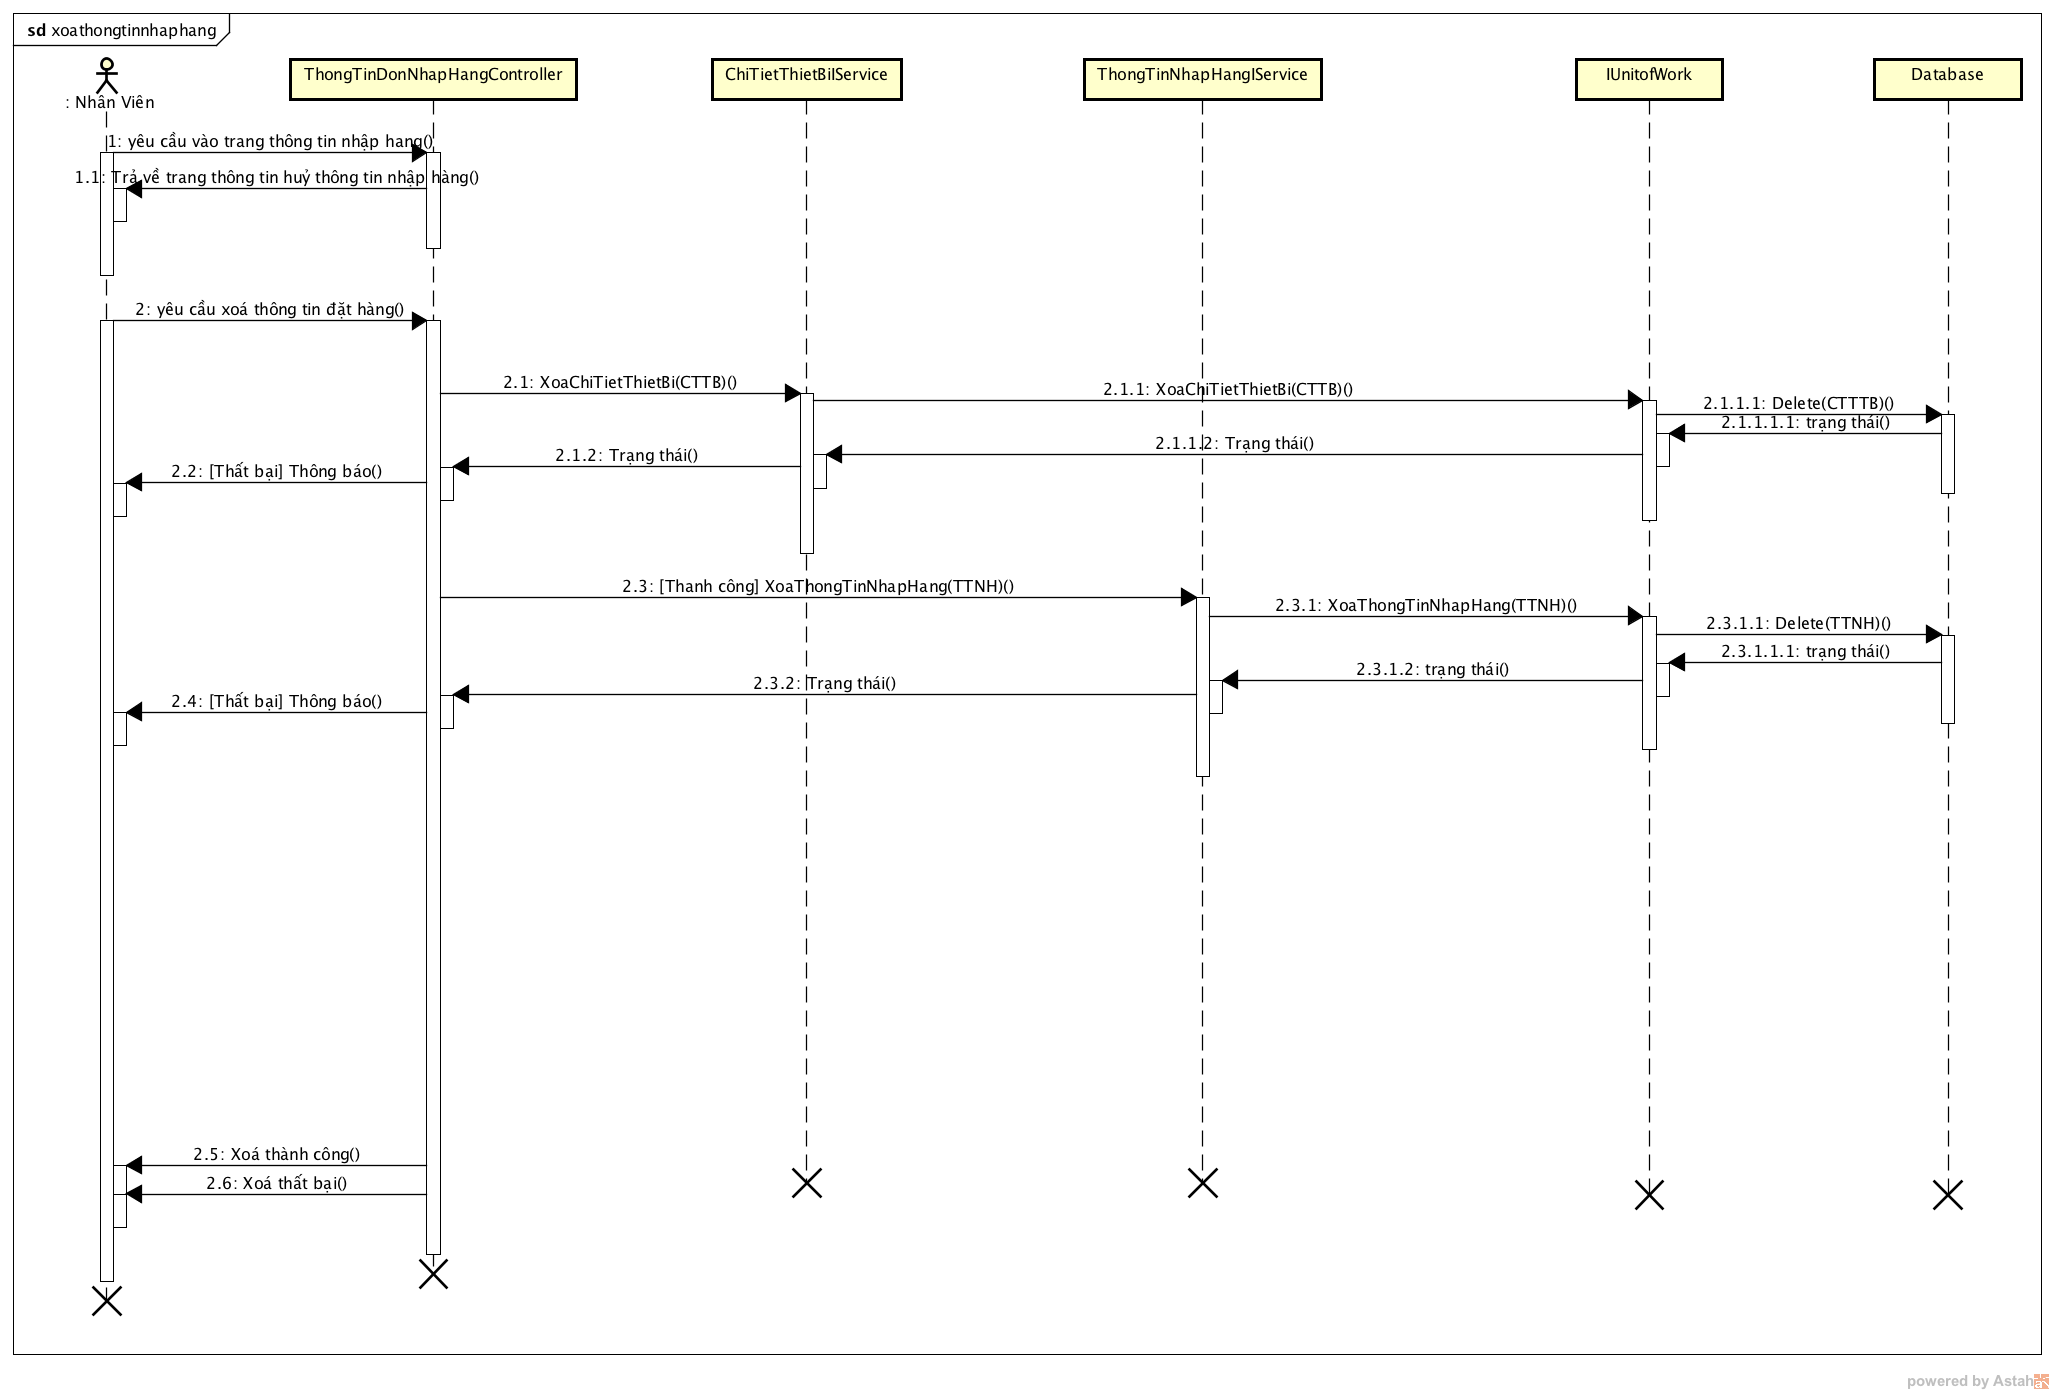 sd xoathongtinnhaphang
: Nhân Viên
ThongTinDonNhapHangController
ChiTietThietBiIService
ThongTinNhapHangIService
IUnitofWork
Database
1: yêu cầu vào trang thông tin nhập hang()
1.1: Trả về trang thông tin huỷ thông tin nhập hàng()
2: yêu cầu xoá thông tin đặt hàng()
2.1: XoaChiTietThietBi(CTTB)()
2.1.1: XoaChiTietThietBi(CTTB)()
2.1.1.1: Delete(CTTTB)()
2.1.1.1.1: trạng thái()
2.1.1.2: Trạng thái()
2.1.2: Trạng thái()
2.2: [Thất bại] Thông báo()
2.3: [Thanh công] XoaThongTinNhapHang(TTNH)()
2.3.1: XoaThongTinNhapHang(TTNH)()
2.3.1.1: Delete(TTNH)()
2.3.1.1.1: trạng thái()
2.3.1.2: trạng thái()
2.3.2: Trạng thái()
2.4: [Thất bại] Thông báo()
2.5: Xoá thành công()
2.6: Xoá thất bại()
powered by Astah